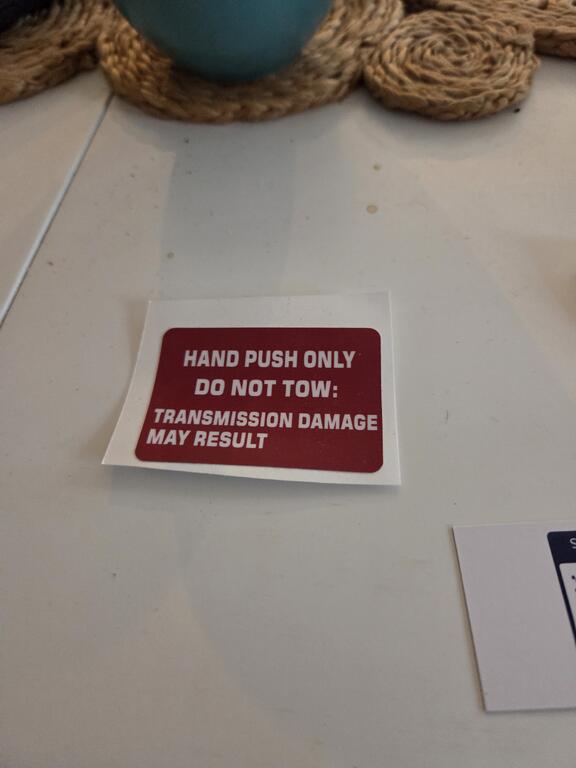 HAND PUSH ONLY
DO NOT TOW:
TRANSMISSION DAMAGE
MAY RESULT